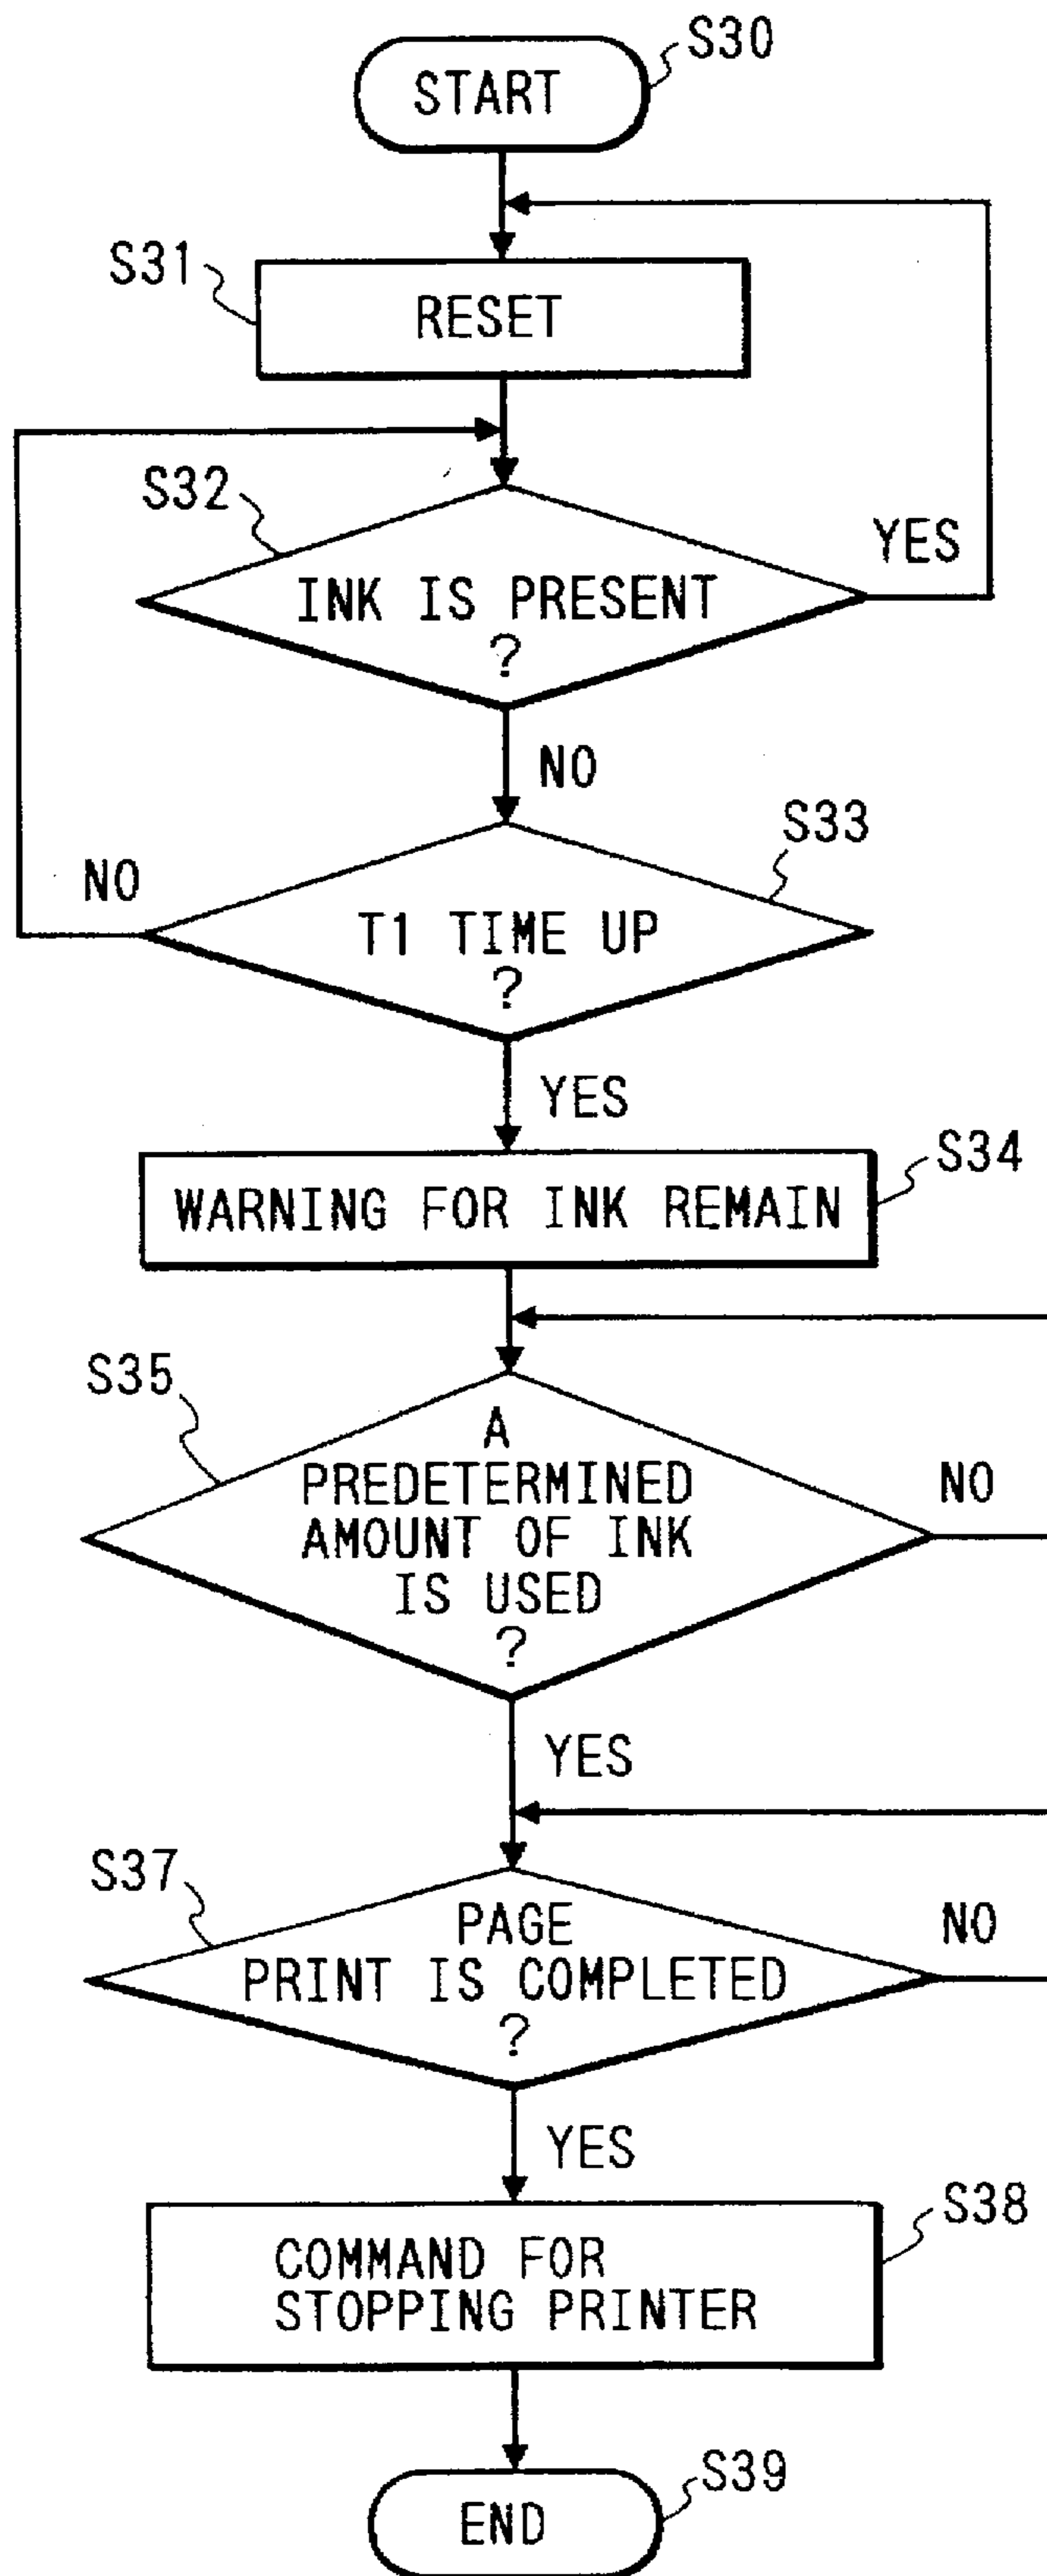 S30
START
S31
RESET
S32
YES
INK IS PRESENT
?
NO
S33
NO
T1 TIME UP
?
YES
S34
WARNING FOR INK REMAIN
S35
A
PREDETERMINED
AMOUNT OF INK
IS USED
?
NO
YES
S37
PAGE
PRINT IS COMPLETED
?
NO
YES
S38
COMMAND FOR
STOPPING PRINTER
S39
END